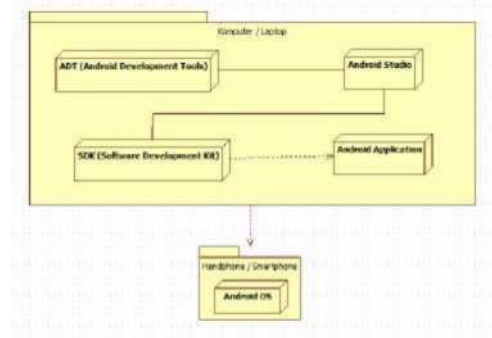 Komputer / Laptop
ADT (Android Development Tools)
Android Studio
SDK (Software Development Kit)
Android Application
Handphone / Smartphone
Android OS